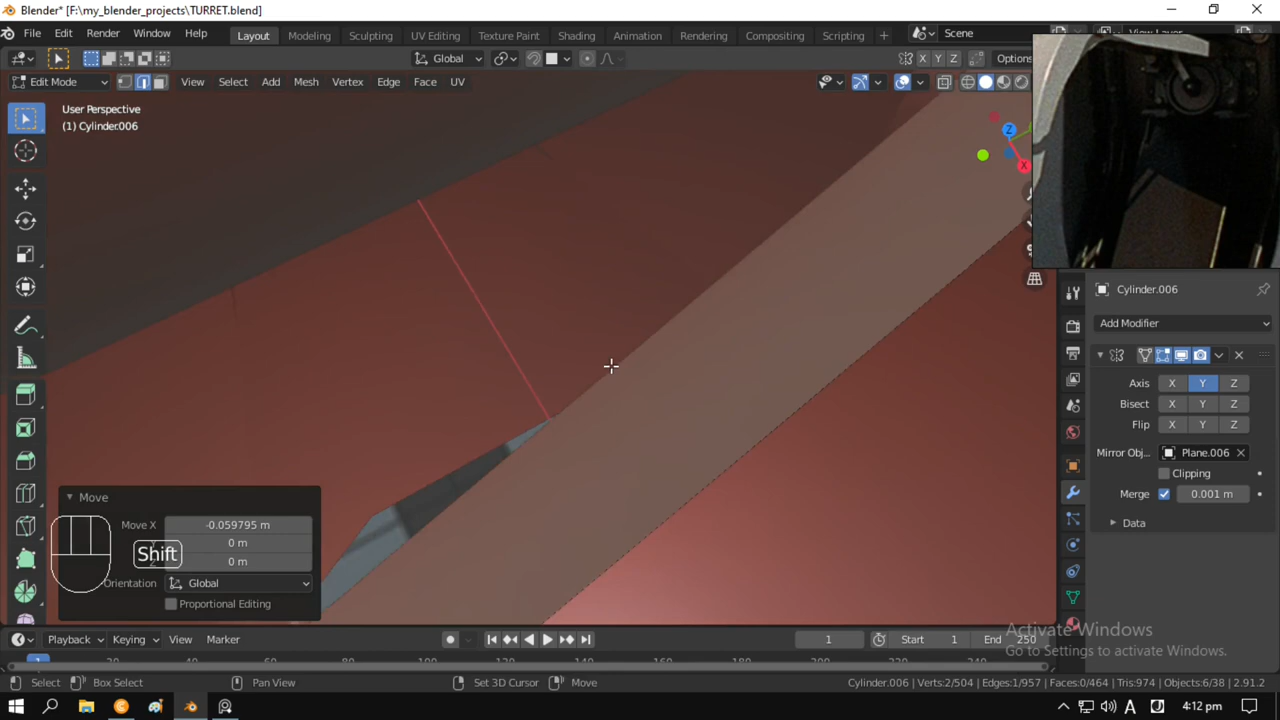 Blender* [F:\my_blender_projects\TURRET.blend]
File Edit Render Window Help Layout Modeling Sculpting UV Editing Texture Paint Shading Animation Rendering Compositing Scripting Scene
Global X Y Z Options
Edit Mode View Select Add Mesh Vertex Edge Face UV
User Perspective
(1) Cylinder.006
Z
X
Cylinder.006
Add Modifier
Axis X Y Z
Bisect X Y Z
Flip X Y Z
Mirror Obj... Plane.006
Clipping
Merge 0.001 m
Data
Move
Move X -0.059795 m
0 m
0 m
Shift
Orientation Global
Proportional Editing
Activate Windows
Go to Settings to activate Windows.
Playback Keying View Marker 1 Start 1 End 250
Select Box Select Pan View Set 3D Cursor Move Cylinder.006 | Verts:2/504 | Edges:1/957 | Faces:0/464 | Tris:974 | Objects:6/38 | 2.91.2
4:12 pm